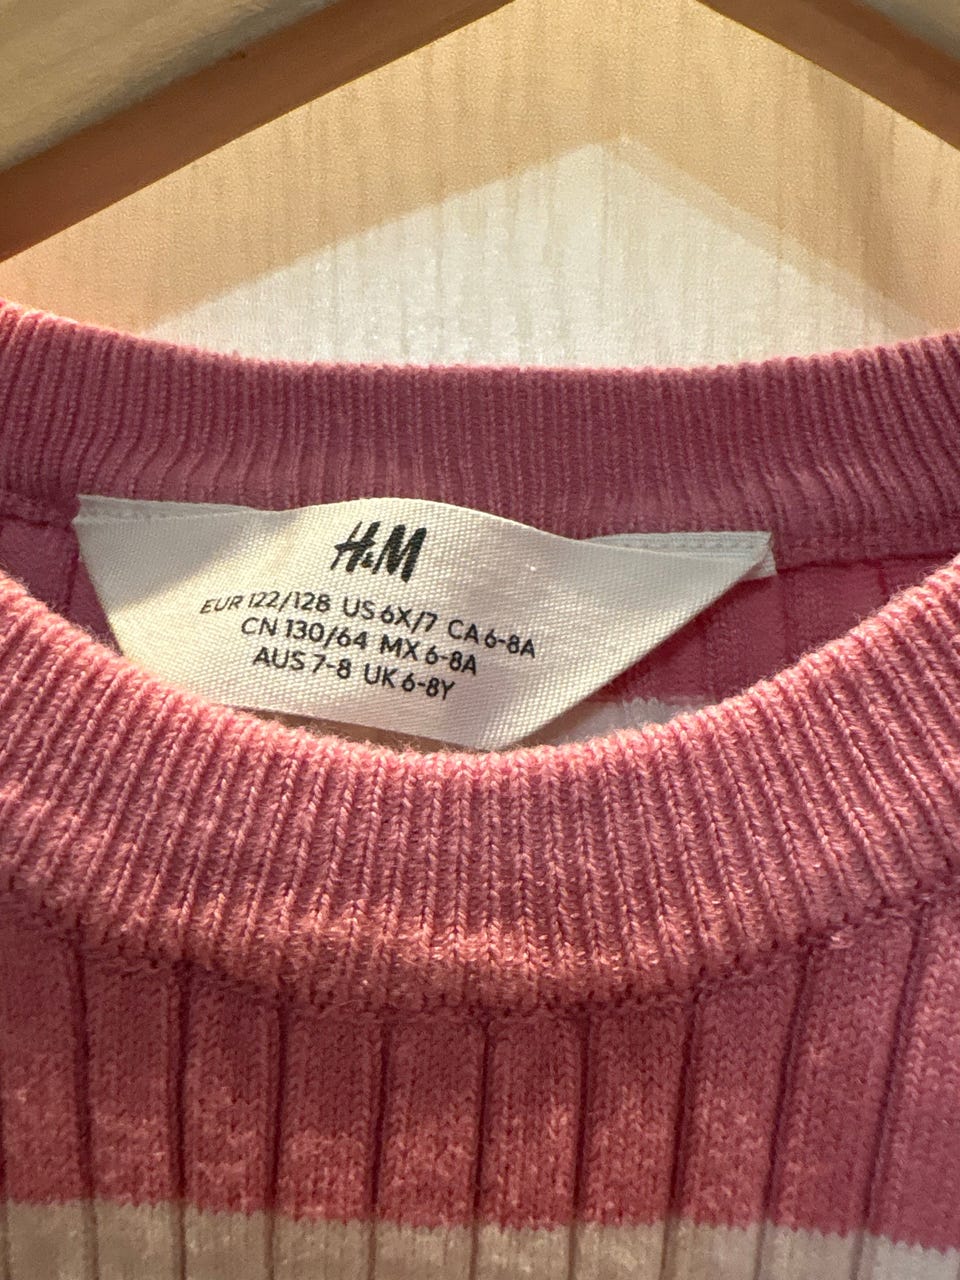 H&M
EUR 122/128 US 6X/7 CA 6-8A
CN 130/64 MX 6-8A
AUS 7-8 UK 6-8Y